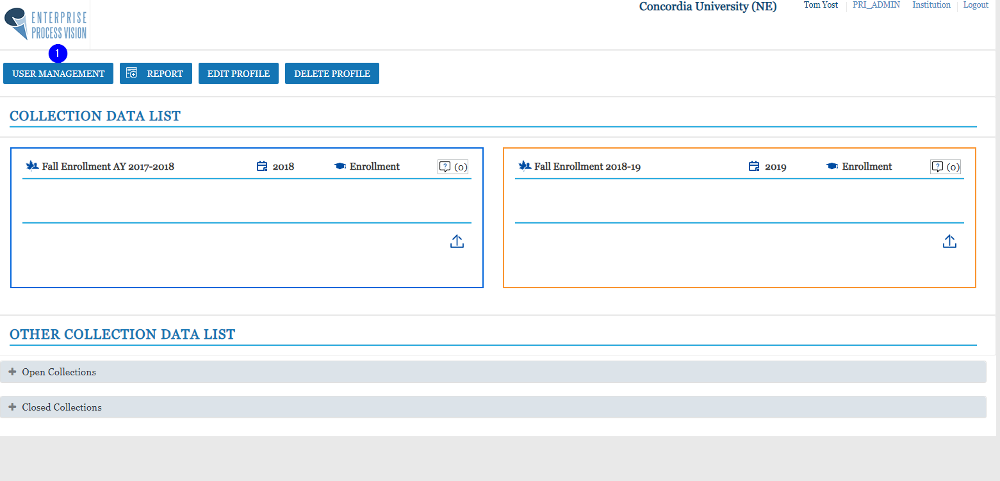 ENTERPRISE
PROCESS VISION
Concordia University (NE)
Tom Yost
PRI_ADMIN
Institution
Logout
1
USER MANAGEMENT
REPORT
EDIT PROFILE
DELETE PROFILE
COLLECTION DATA LIST
Fall Enrollment AY 2017-2018
2018
Enrollment
? (0)
Fall Enrollment 2018-19
2019
Enrollment
? (0)
OTHER COLLECTION DATA LIST
+ Open Collections
+ Closed Collections